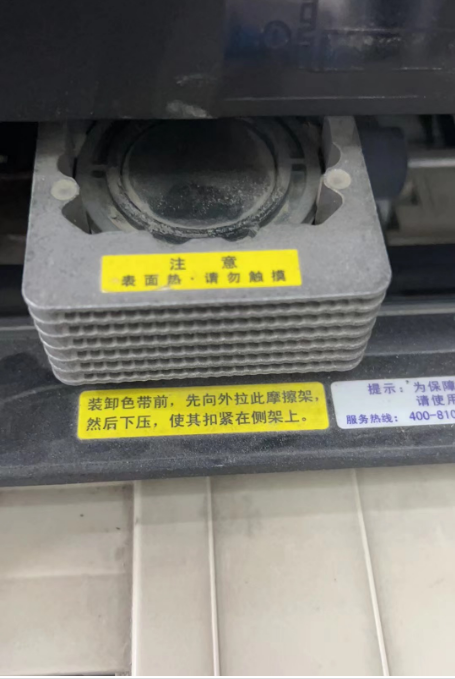 注 意
表面热·请勿触摸
装卸色带前，先向外拉此摩擦架，
然后下压，使其扣紧在侧架上。
提示：为保障
请使用
服务热线： 400-810